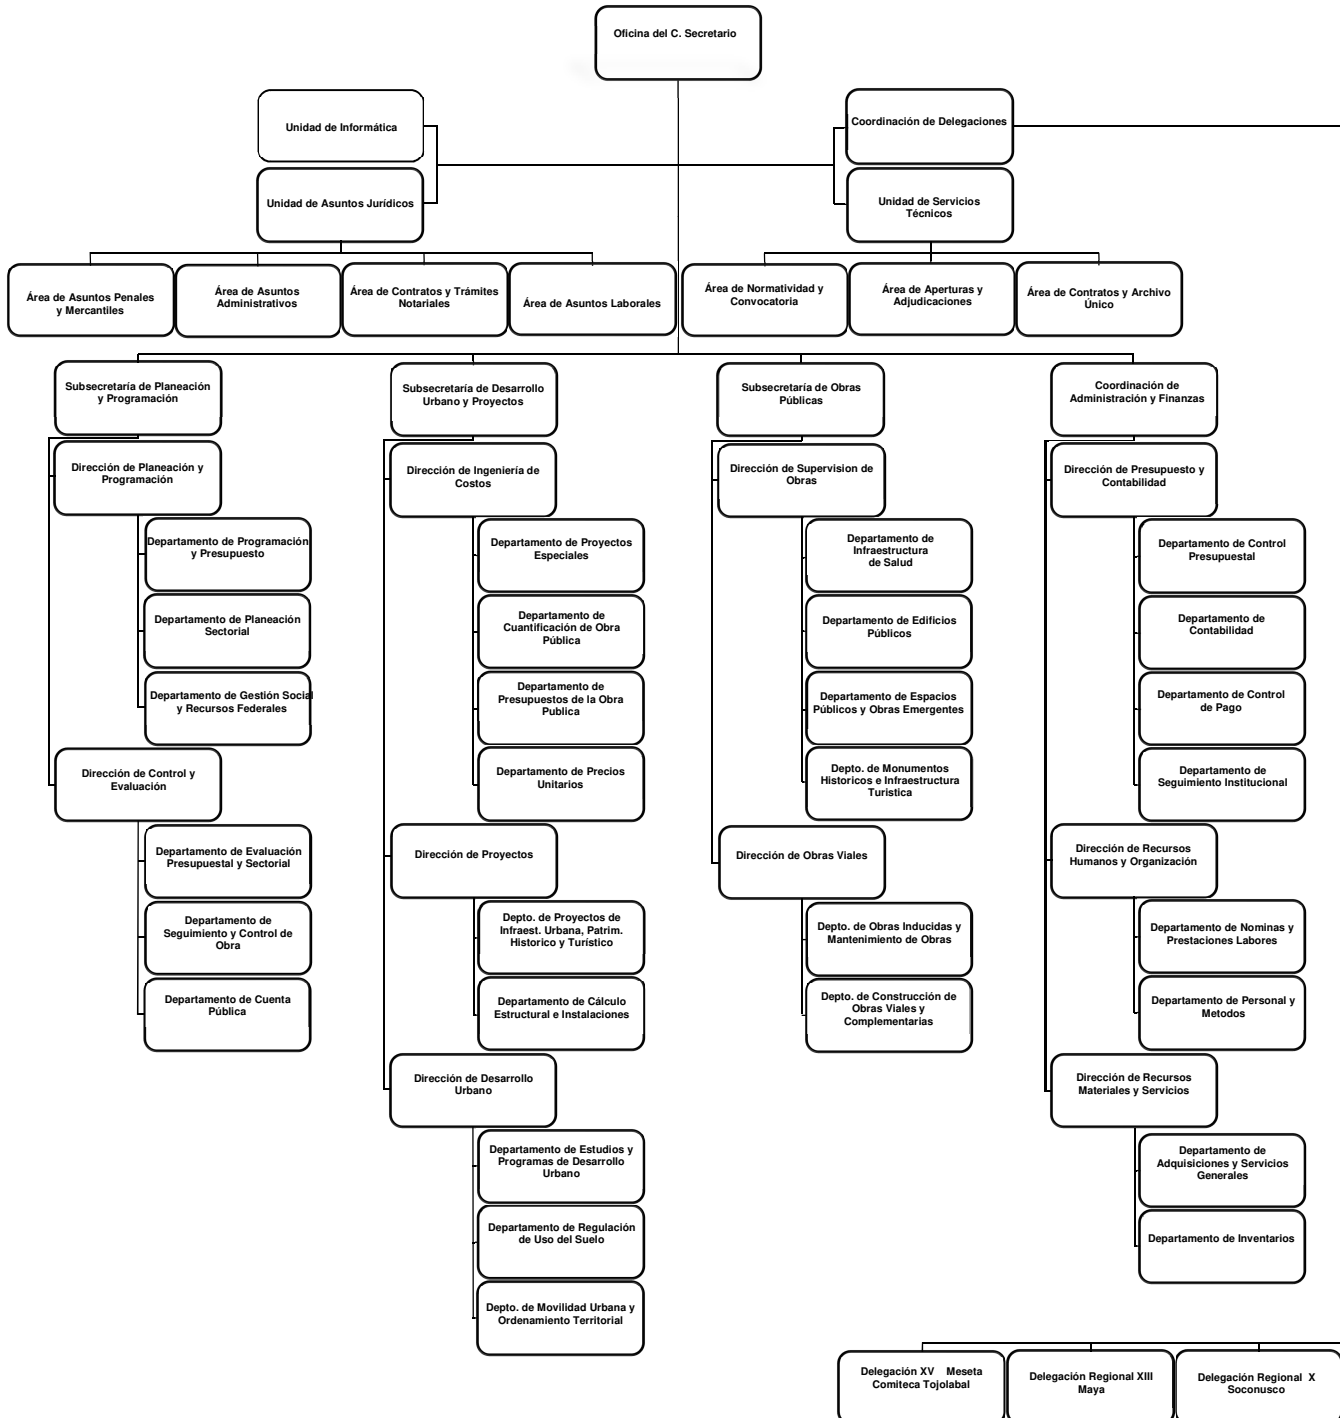 Oficina del C. Secretario
Unidad de Informática
Coordinación de Delegaciones
Unidad de Asuntos Jurídicos
Unidad de Servicios
Técnicos
Área de Asuntos Penales
y Mercantiles
Área de Asuntos
Administrativos
Área de Contratos y Trámites
Notariales
Área de Asuntos Laborales
Área de Normatividad y
Convocatoria
Área de Aperturas y
Adjudicaciones
Área de Contratos y Archivo
Único
Subsecretaría de Planeación
y Programación
Dirección de Planeación y
Programación
Departamento de Programación
y Presupuesto
Departamento de Planeación
Sectorial
Departamento de Gestión Social
y Recursos Federales
Dirección de Control y
Evaluación
Departamento de Evaluación
Presupuestal y Sectorial
Departamento de
Seguimiento y Control de
Obra
Departamento de Cuenta
Pública
Subsecretaría de Desarrollo
Urbano y Proyectos
Dirección de Ingeniería de
Costos
Departamento de Proyectos
Especiales
Departamento de
Cuantificación de Obra
Pública
Departamento de
Presupuestos de la Obra
Publica
Departamento de Precios
Unitarios
Dirección de Proyectos
Depto. de Proyectos de
Infraest. Urbana, Patrim.
Historico y Turístico
Departamento de Cálculo
Estructural e Instalaciones
Dirección de Desarrollo
Urbano
Departamento de Estudios y
Programas de Desarrollo
Urbano
Departamento de Regulación
de Uso del Suelo
Depto. de Movilidad Urbana y
Ordenamiento Territorial
Subsecretaría de Obras
Públicas
Dirección de Supervision de
Obras
Departamento de
Infraestructura
de Salud
Departamento de Edificios
Públicos
Departamento de Espacios
Públicos y Obras Emergentes
Depto. de Monumentos
Historicos e Infraestructura
Turistica
Dirección de Obras Viales
Depto. de Obras Inducidas y
Mantenimiento de Obras
Depto. de Construcción de
Obras Viales y
Complementarias
Coordinación de
Administración y Finanzas
Dirección de Presupuesto y
Contabilidad
Departamento de Control
Presupuestal
Departamento de
Contabilidad
Departamento de Control
de Pago
Departamento de
Seguimiento Institucional
Dirección de Recursos
Humanos y Organización
Departamento de Nominas y
Prestaciones Labores
Departamento de Personal y
Metodos
Dirección de Recursos
Materiales y Servicios
Departamento de
Adquisiciones y Servicios
Generales
Departamento de Inventarios
Delegación XV Meseta
Comiteca Tojolabal
Delegación Regional XIII
Maya
Delegación Regional X
Soconusco